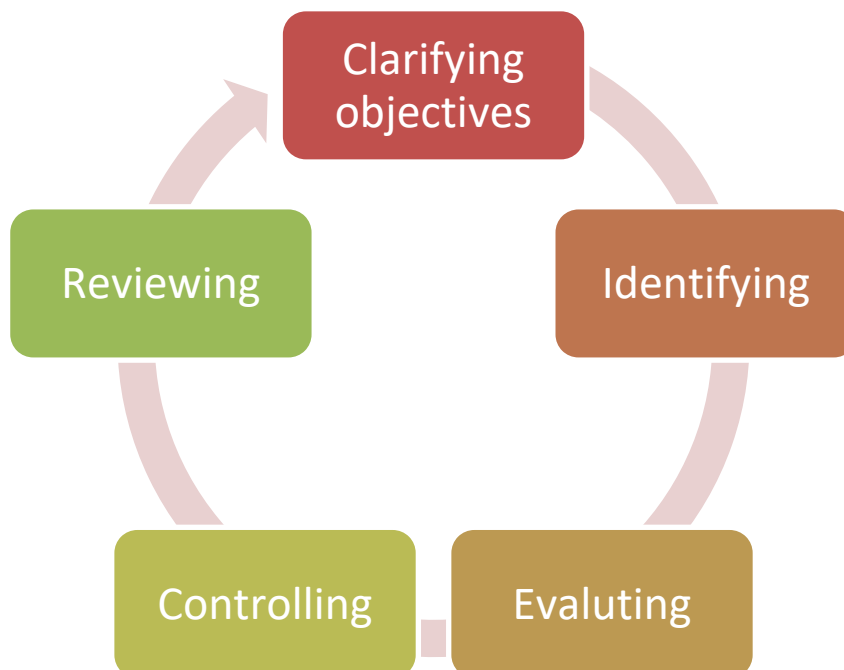 Clarifying
objectives
Identifying
Evaluting
Controlling
Reviewing